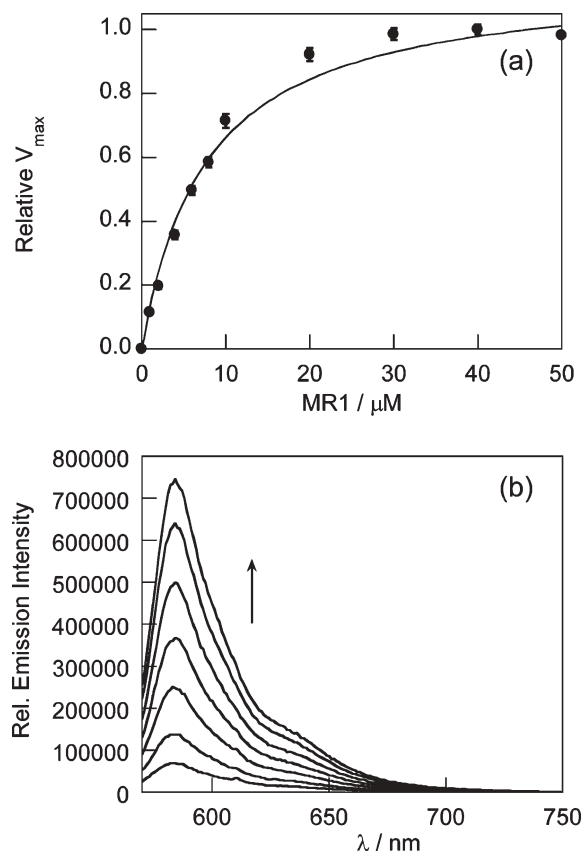 (a)
Relative Vmax
1.0
0.8
0.6
0.4
0.2
0.0
0 10 20 30 40 50
MR1 / μM
(b)
Rel. Emission Intensity
800000
700000
600000
500000
400000
300000
200000
100000
0
600 650 700 750
λ / nm